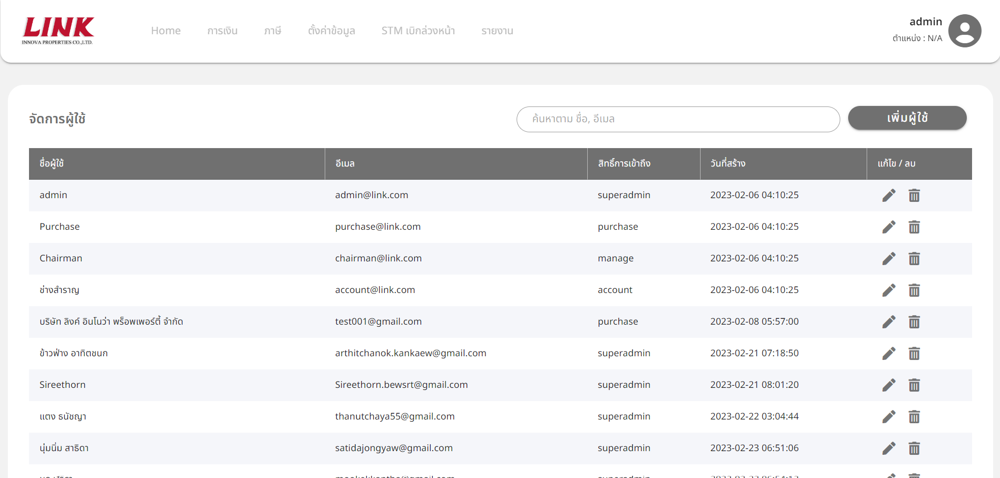 LINK
INNOVA PROPERTIES CO.,LTD.
Home การเงิน ภาษี ตั้งค่าข้อมูล STM เบิกล่วงหน้า รายงาน
admin
ตำแหน่ง : N/A
จัดการผู้ใช้ ค้นหาตาม ชื่อ, อีเมล เพิ่มผู้ใช้
ชื่อผู้ใช้ อีเมล สิทธิ์การเข้าถึง วันที่สร้าง แก้ไข / ลบ
admin admin@link.com superadmin 2023-02-06 04:10:25
Purchase purchase@link.com purchase 2023-02-06 04:10:25
Chairman chairman@link.com manage 2023-02-06 04:10:25
ช่างสำราญ account@link.com account 2023-02-06 04:10:25
บริษัท ลิงค์ อินโนว่า พร็อพเพอร์ตี้ จำกัด test001@gmail.com purchase 2023-02-08 05:57:00
ข้าวฟ่าง อาทิตชนก arthitchanok.kankaew@gmail.com superadmin 2023-02-21 07:18:50
Sireethorn Sireethorn.bewsrt@gmail.com superadmin 2023-02-21 08:01:20
แตง ธนัชญา thanutchaya55@gmail.com superadmin 2023-02-22 03:04:44
นุ่มนิ่ม สาธิดา satidajongyaw@gmail.com superadmin 2023-02-23 06:51:06
superadmin